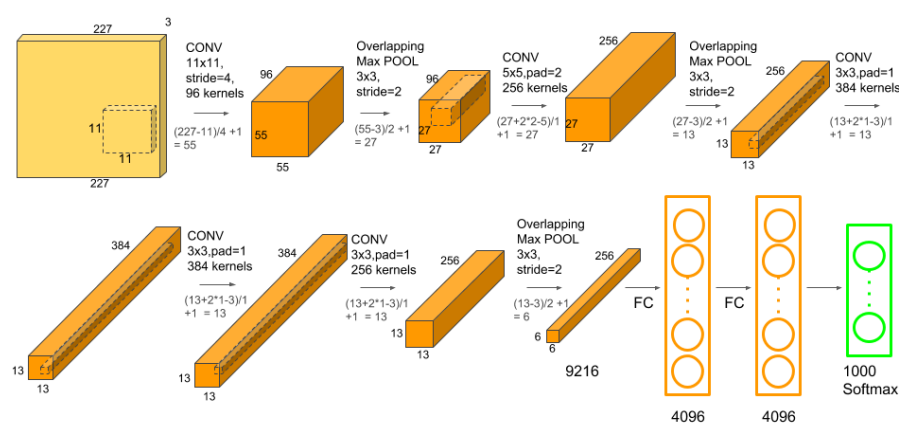 227
3
CONV
11x11,
stride=4,
96 kernels
(227-11)/4 +1
= 55
11
11
227
96
55
55
Overlapping
Max POOL
3x3,
stride=2
(55-3)/2 +1
= 27
96
27
27
CONV
5x5,pad=2
256 kernels
(27+2*2-5)/1
+1 = 27
256
27
27
Overlapping
Max POOL
3x3,
stride=2
(27-3)/2 +1
= 13
256
13
13
CONV
3x3,pad=1
384 kernels
(13+2*1-3)/1
+1 = 13
384
13
13
CONV
3x3,pad=1
384 kernels
(13+2*1-3)/1
+1 = 13
384
13
13
CONV
3x3,pad=1
256 kernels
(13+2*1-3)/1
+1 = 13
256
13
13
Overlapping
Max POOL
3x3,
stride=2
(13-3)/2 +1
= 6
256
6
6
9216
FC
4096
FC
4096
1000
Softmax